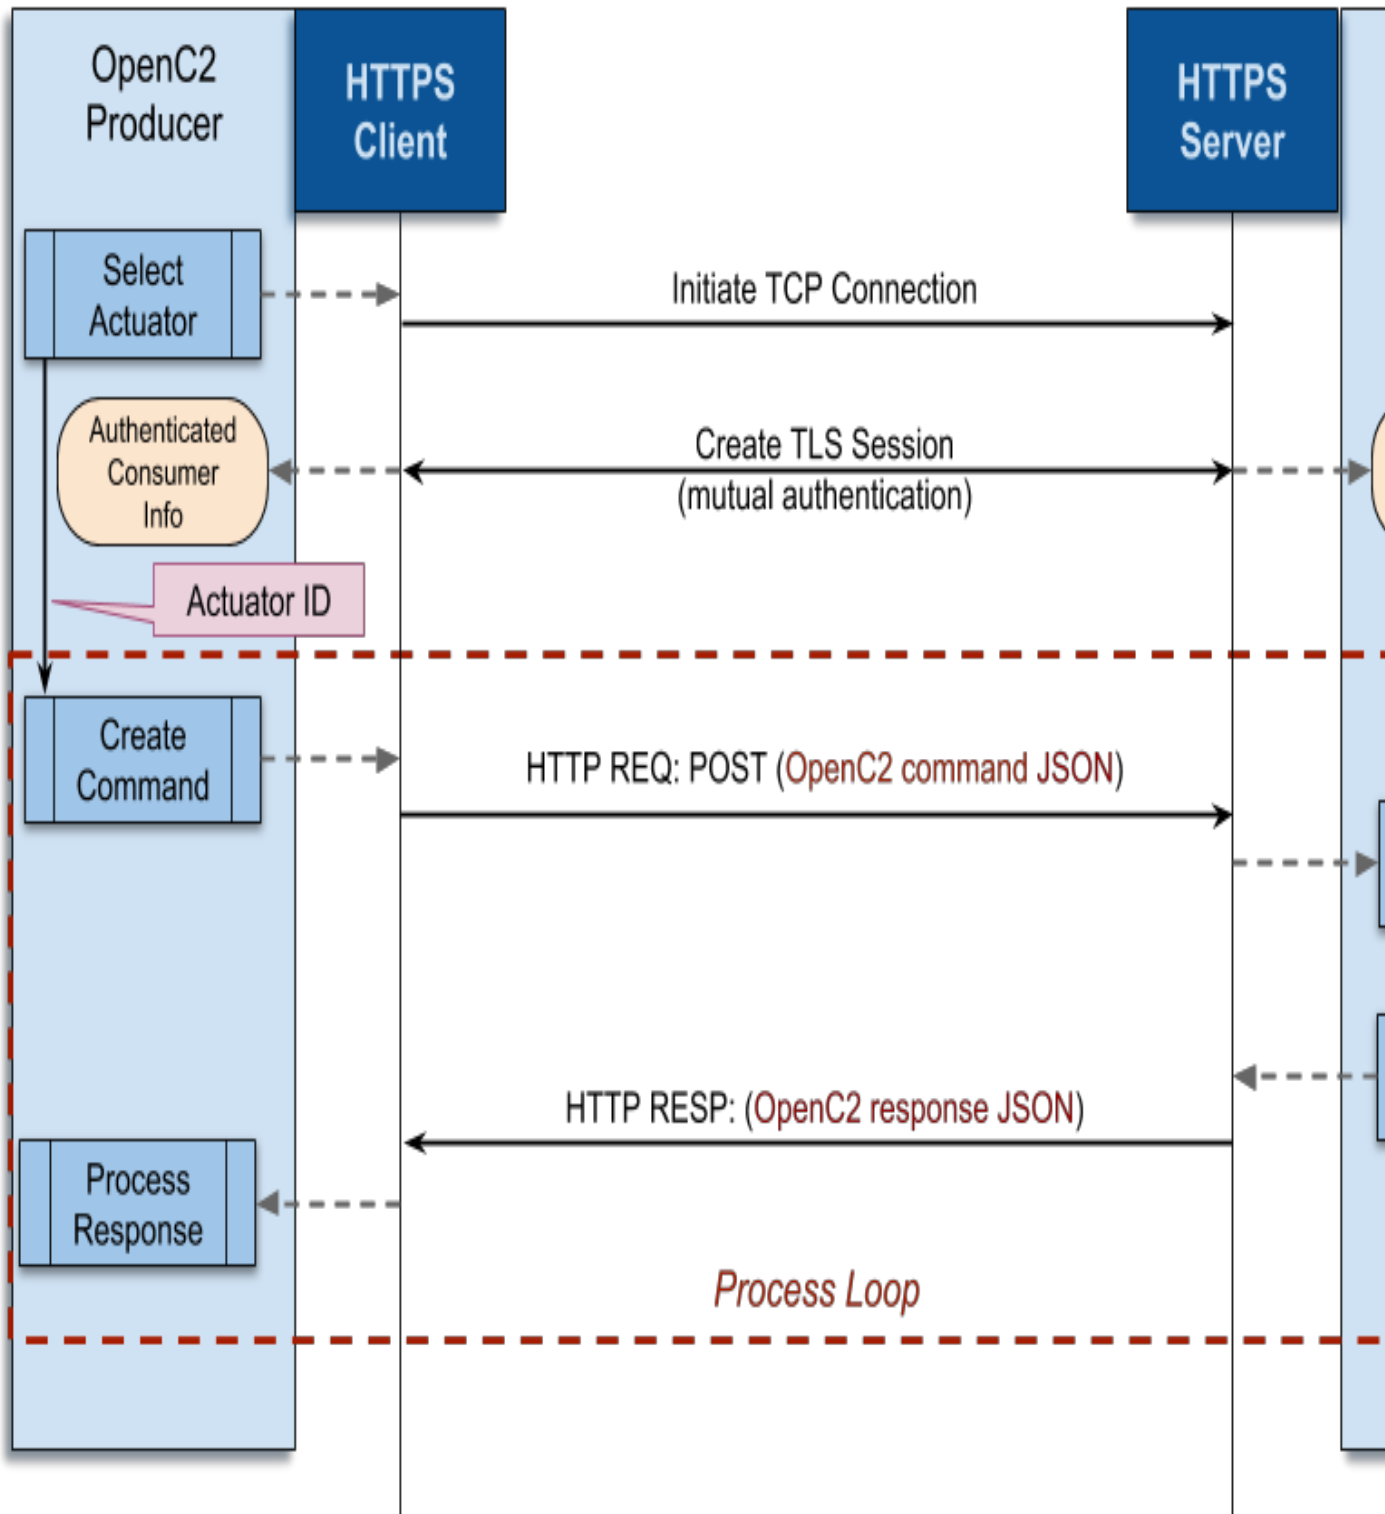 OpenC2
Producer
HTTPS
Client
HTTPS
Server
Select
Actuator
Initiate TCP Connection
Authenticated
Consumer
Info
Create TLS Session
(mutual authentication)
Actuator ID
Create
Command
HTTP REQ: POST (OpenC2 command JSON)
HTTP RESP: (OpenC2 response JSON)
Process
Response
Process Loop